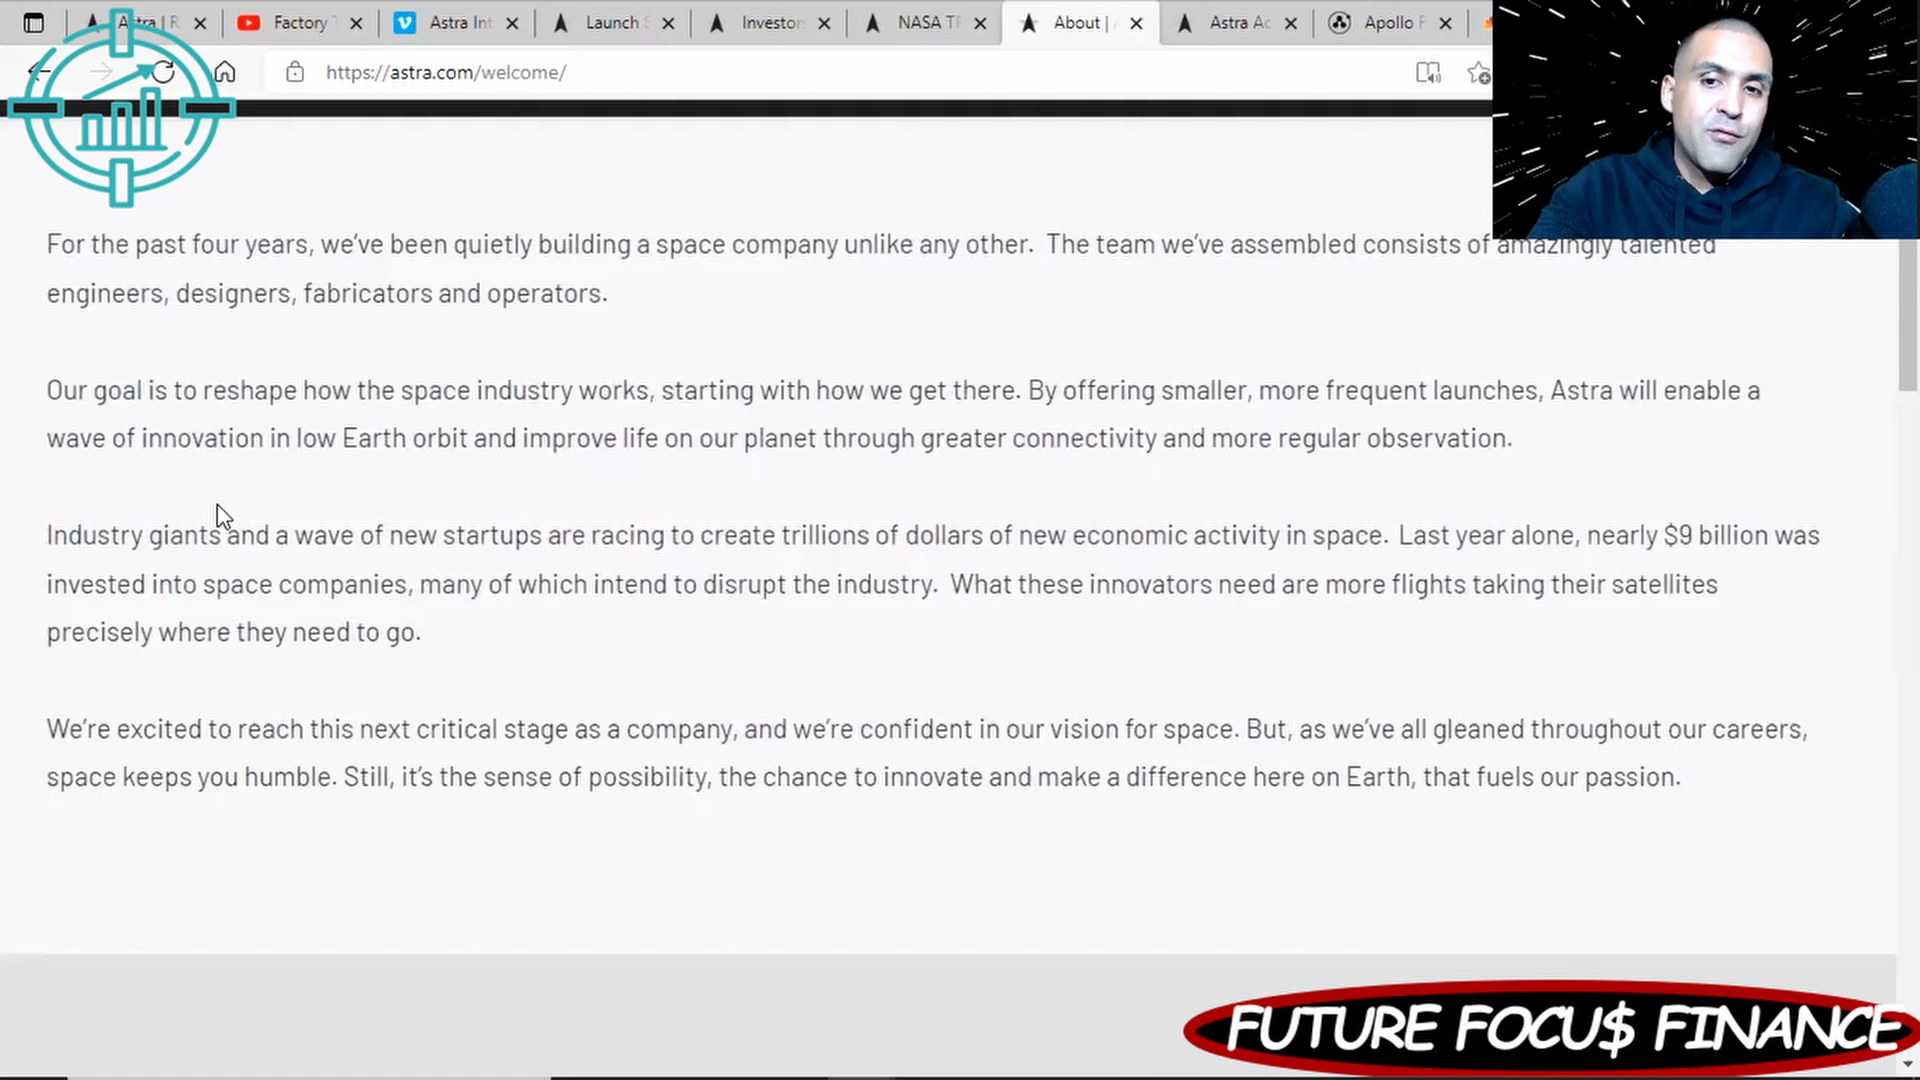 Astra | R
Factory T
Astra Int
Launch S
Investor
NASA TR
About | A
Astra Ac
Apollo F
https://astra.com/welcome/
For the past four years, we've been quietly building a space company unlike any other. The team we've assembled consists of amazingly talented
engineers, designers, fabricators and operators.
Our goal is to reshape how the space industry works, starting with how we get there. By offering smaller, more frequent launches, Astra will enable a
wave of innovation in low Earth orbit and improve life on our planet through greater connectivity and more regular observation.
Industry giants and a wave of new startups are racing to create trillions of dollars of new economic activity in space. Last year alone, nearly $9 billion was
invested into space companies, many of which intend to disrupt the industry. What these innovators need are more flights taking their satellites
precisely where they need to go.
We're excited to reach this next critical stage as a company, and we're confident in our vision for space. But, as we've all gleaned throughout our careers,
space keeps you humble. Still, it's the sense of possibility, the chance to innovate and make a difference here on Earth, that fuels our passion.
FUTURE FOCU$ FINANCE